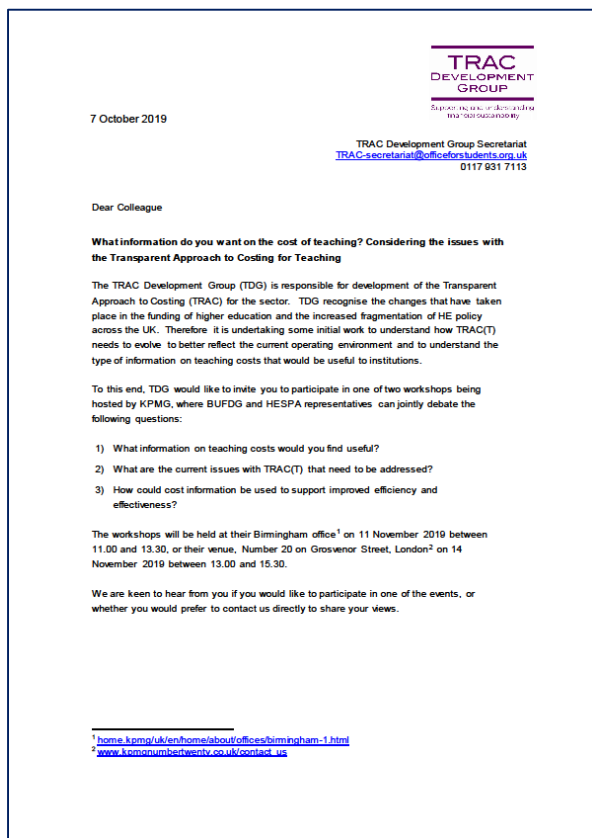 TRAC
DEVELOPMENT
GROUP
Supporting and understanding
financial sustainability
7 October 2019
TRAC Development Group Secretariat
TRAC-secretariat@officeforstudents.org.uk
0117 931 7113
Dear Colleague
What information do you want on the cost of teaching? Considering the issues with
the Transparent Approach to Costing for Teaching
The TRAC Development Group (TDG) is responsible for development of the Transparent
Approach to Costing (TRAC) for the sector. TDG recognise the changes that have taken
place in the funding of higher education and the increased fragmentation of HE policy
across the UK. Therefore it is undertaking some initial work to understand how TRAC(T)
needs to evolve to better reflect the current operating environment and to understand the
type of information on teaching costs that would be useful to institutions.
To this end, TDG would like to invite you to participate in one of two workshops being
hosted by KPMG, where BUFDG and HESPA representatives can jointly debate the
following questions:
1) What information on teaching costs would you find useful?
2) What are the current issues with TRAC(T) that need to be addressed?
3) How could cost information be used to support improved efficiency and
effectiveness?
The workshops will be held at their Birmingham office1 on 11 November 2019 between
11.00 and 13.30, or their venue, Number 20 on Grosvenor Street, London2 on 14
November 2019 between 13.00 and 15.30.
We are keen to hear from you if you would like to participate in one of the events, or
whether you would prefer to contact us directly to share your views.
1 home.kpmg/uk/en/home/about/offices/birmingham-1.html
2 www.kpmgnumbertwenty.co.uk/contact_us